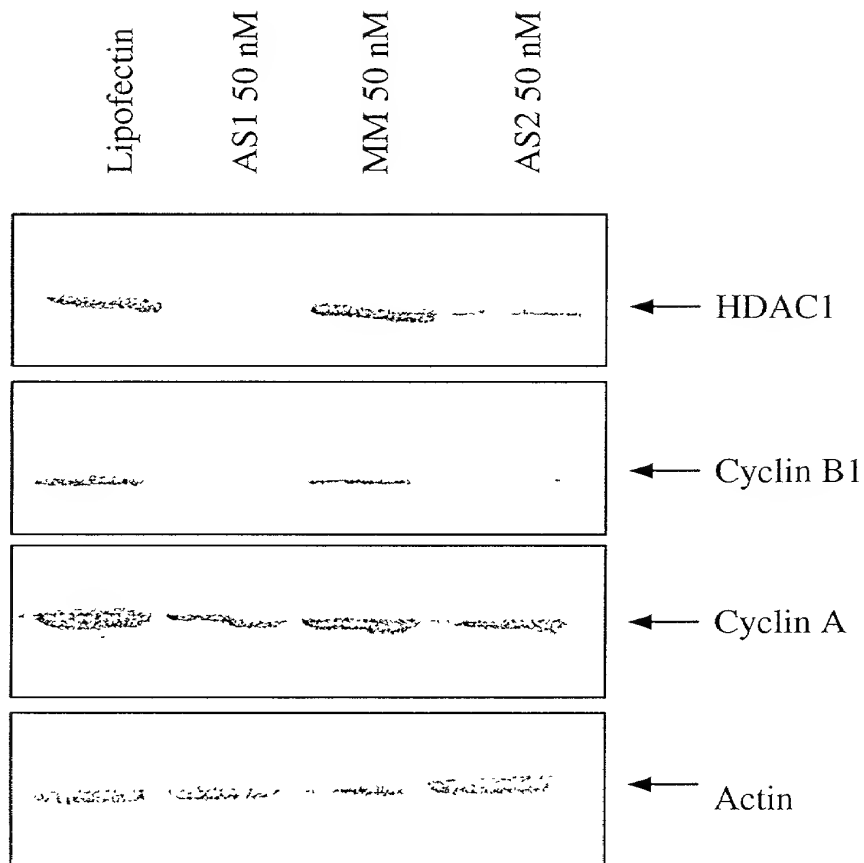 Lipofectin
AS1 50 nM
MM 50 nM
AS2 50 nM
HDAC1
Cyclin B1
Cyclin A
Actin